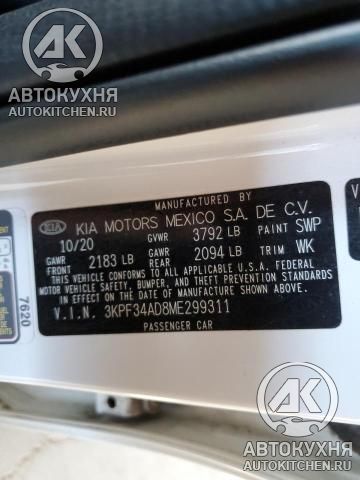 АК
АВТОКУХНЯ
AUTOKITCHEN.RU
MANUFACTURED BY
KIA KIA MOTORS MEXICO S.A. DE C.V.
10/20 GVWR 3792 LB PAINT SWP
GAWR FRONT 2183 LB GAWR 2094 LB TRIM WK
THIS VEHICLE CONFORMS TO ALL APPLICABLE U.S.A. FEDERAL
MOTOR VEHICLE SAFETY, BUMPER, AND THEFT PREVENTION
STANDARDS IN EFFECT ON THE DATE OF MANUFACTURE SHOWN ABOVE.
V.I.N. 3KPF34AD8ME299311
PASSENGER CAR
7620
АК
АВТОКУХНЯ
AUTOKITCHEN.RU